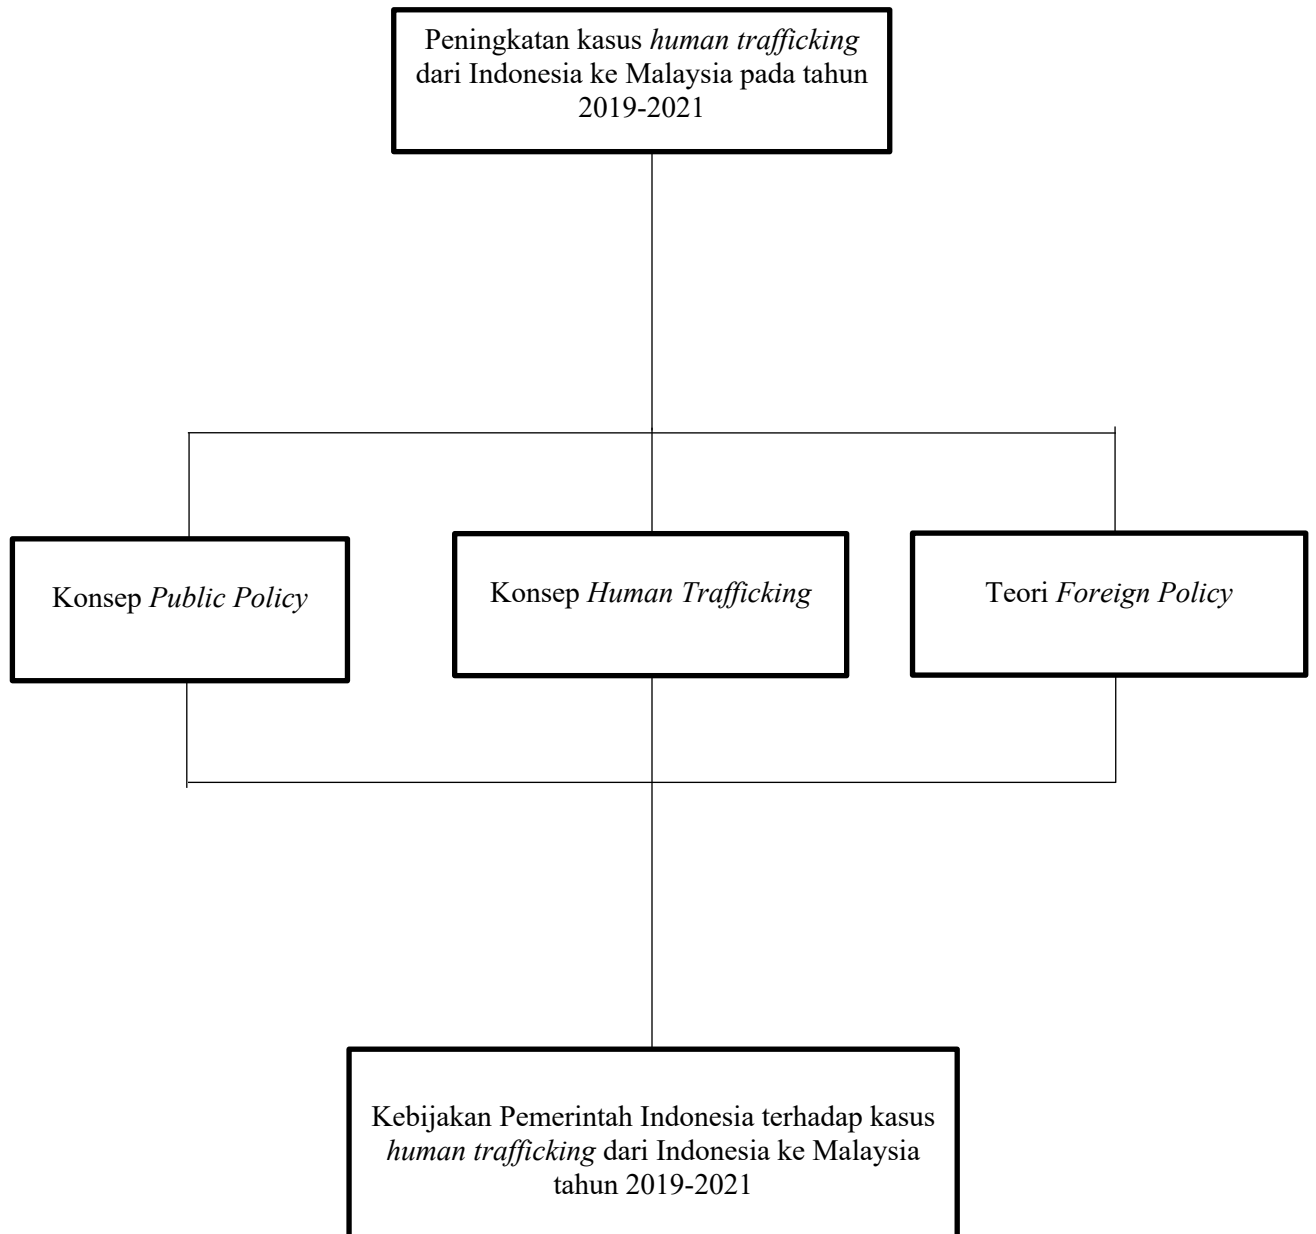 Peningkatan kasus human trafficking
dari Indonesia ke Malaysia pada tahun
2019-2021
Konsep Public Policy
Konsep Human Trafficking
Teori Foreign Policy
Kebijakan Pemerintah Indonesia terhadap kasus
human trafficking dari Indonesia ke Malaysia
tahun 2019-2021